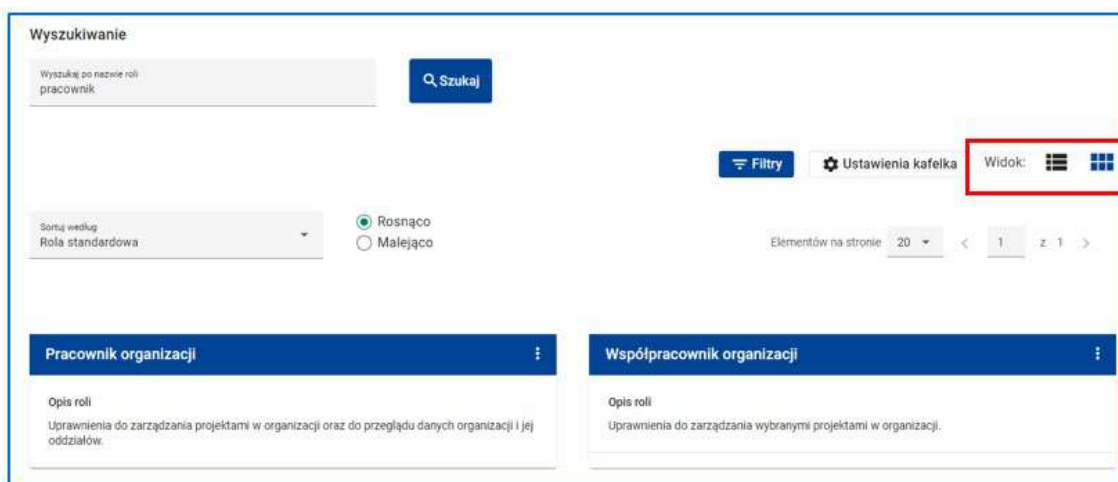 Wyszukiwanie
Wyszukaj po nazwie roli
pracownik
Szukaj
Filtry
Ustawienia kafelka
Widok:
Sortuj według
Rola standardowa
Rosnąco
Malejąco
Elementów na stronie 20 < 1 z 1 >
Pracownik organizacji
Opis roli
Uprawnienia do zarządzania projektami w organizacji oraz do przeglądu danych organizacji i jej
oddziałów.
Współpracownik organizacji
Opis roli
Uprawnienia do zarządzania wybranymi projektami w organizacji.